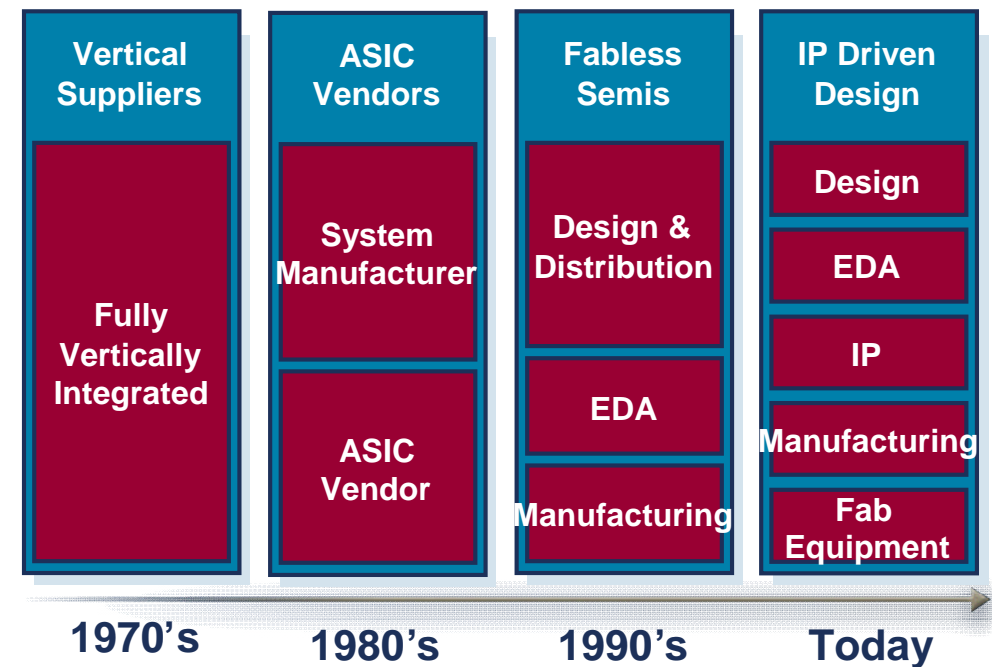 Vertical
Suppliers
Fully
Vertically
Integrated
1970's
ASIC
Vendors
System
Manufacturer
ASIC
Vendor
1980's
Fabless
Semis
Design &
Distribution
EDA
Manufacturing
1990's
IP Driven
Design
Design
EDA
IP
Manufacturing
Fab
Equipment
Today